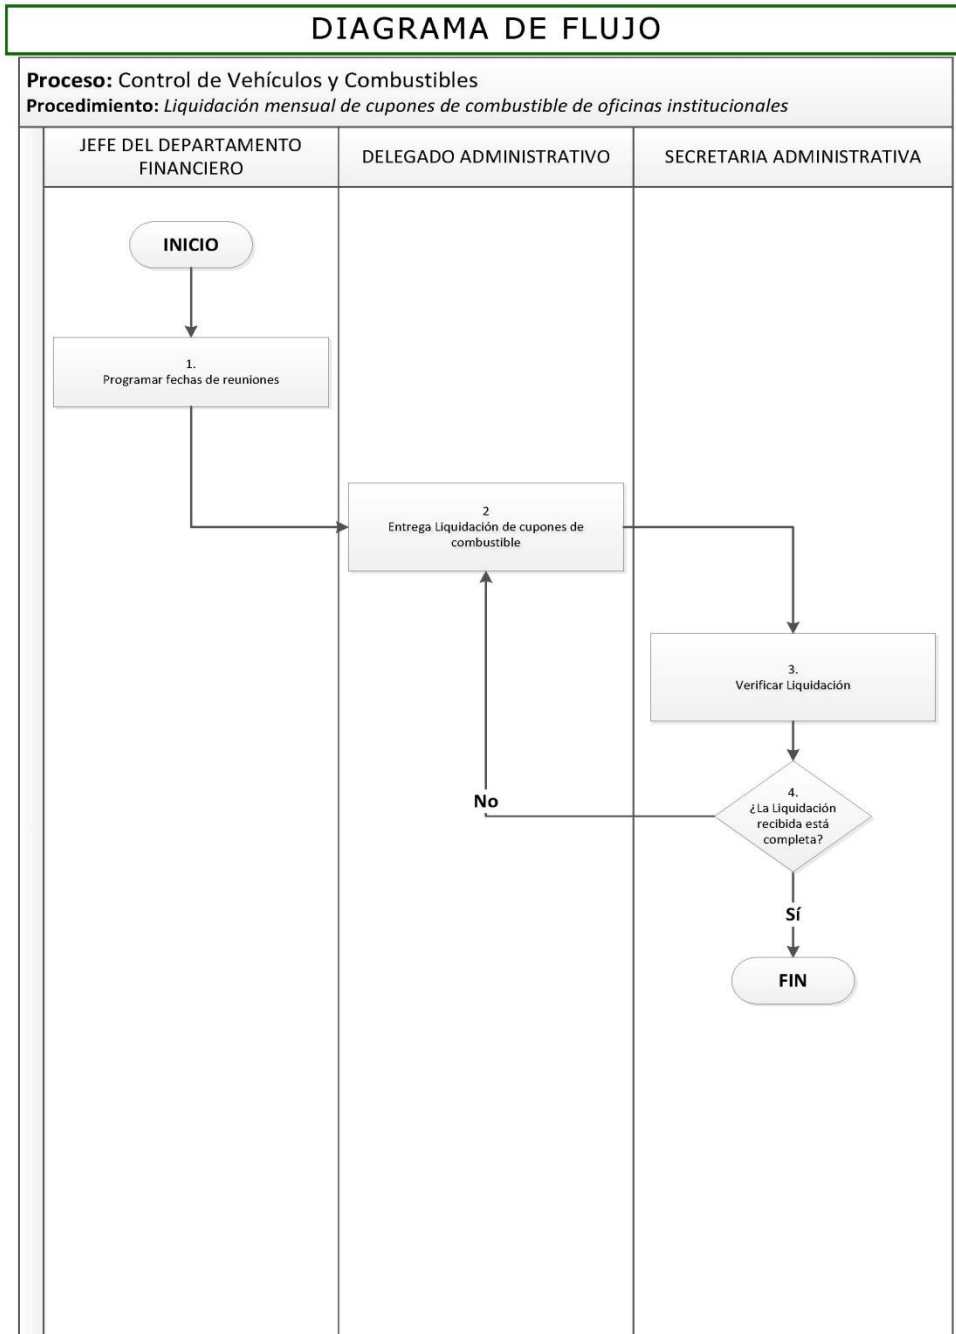 DIAGRAMA DE FLUJO
Proceso: Control de Vehículos y Combustibles
Procedimiento: Liquidación mensual de cupones de combustible de oficinas institucionales
JEFE DEL DEPARTAMENTO
FINANCIERO
DELEGADO ADMINISTRATIVO
SECRETARIA ADMINISTRATIVA
INICIO
1.
Programar fechas de reuniones
2
Entrega Liquidación de cupones de
combustible
3.
Verificar Liquidación
4.
¿La Liquidación
recibida está
completa?
No
Sí
FIN